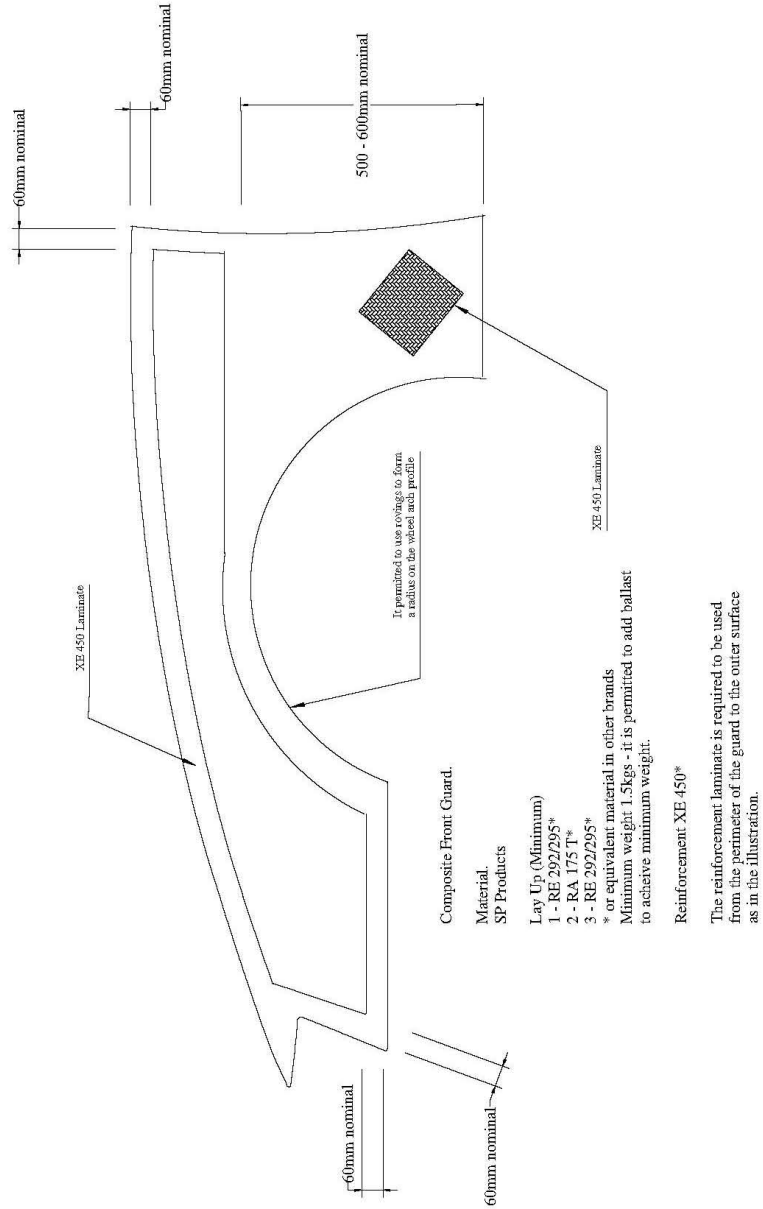 60mm nominal
60mm nominal
500 - 600mm nominal
XE 450 Laminate
It permitted to use rovings to form
a radius on the wheel arch profile
XE 450 Laminate
60mm nominal
60mm nominal
Composite Front Guard.
Material.
SP Products
Lay Up (Minimum)
1 - RE 292/295*
2 - RA 175 T*
3 - RE 292/295*
* or equivalent material in other brands
Minimum weight 1.5kgs - it is permitted to add ballast
to acheive minimum weight.
Reinforcement XE 450*
The reinforcement laminate is required to be used
from the perimeter of the guard to the outer surface
as in the illustration.